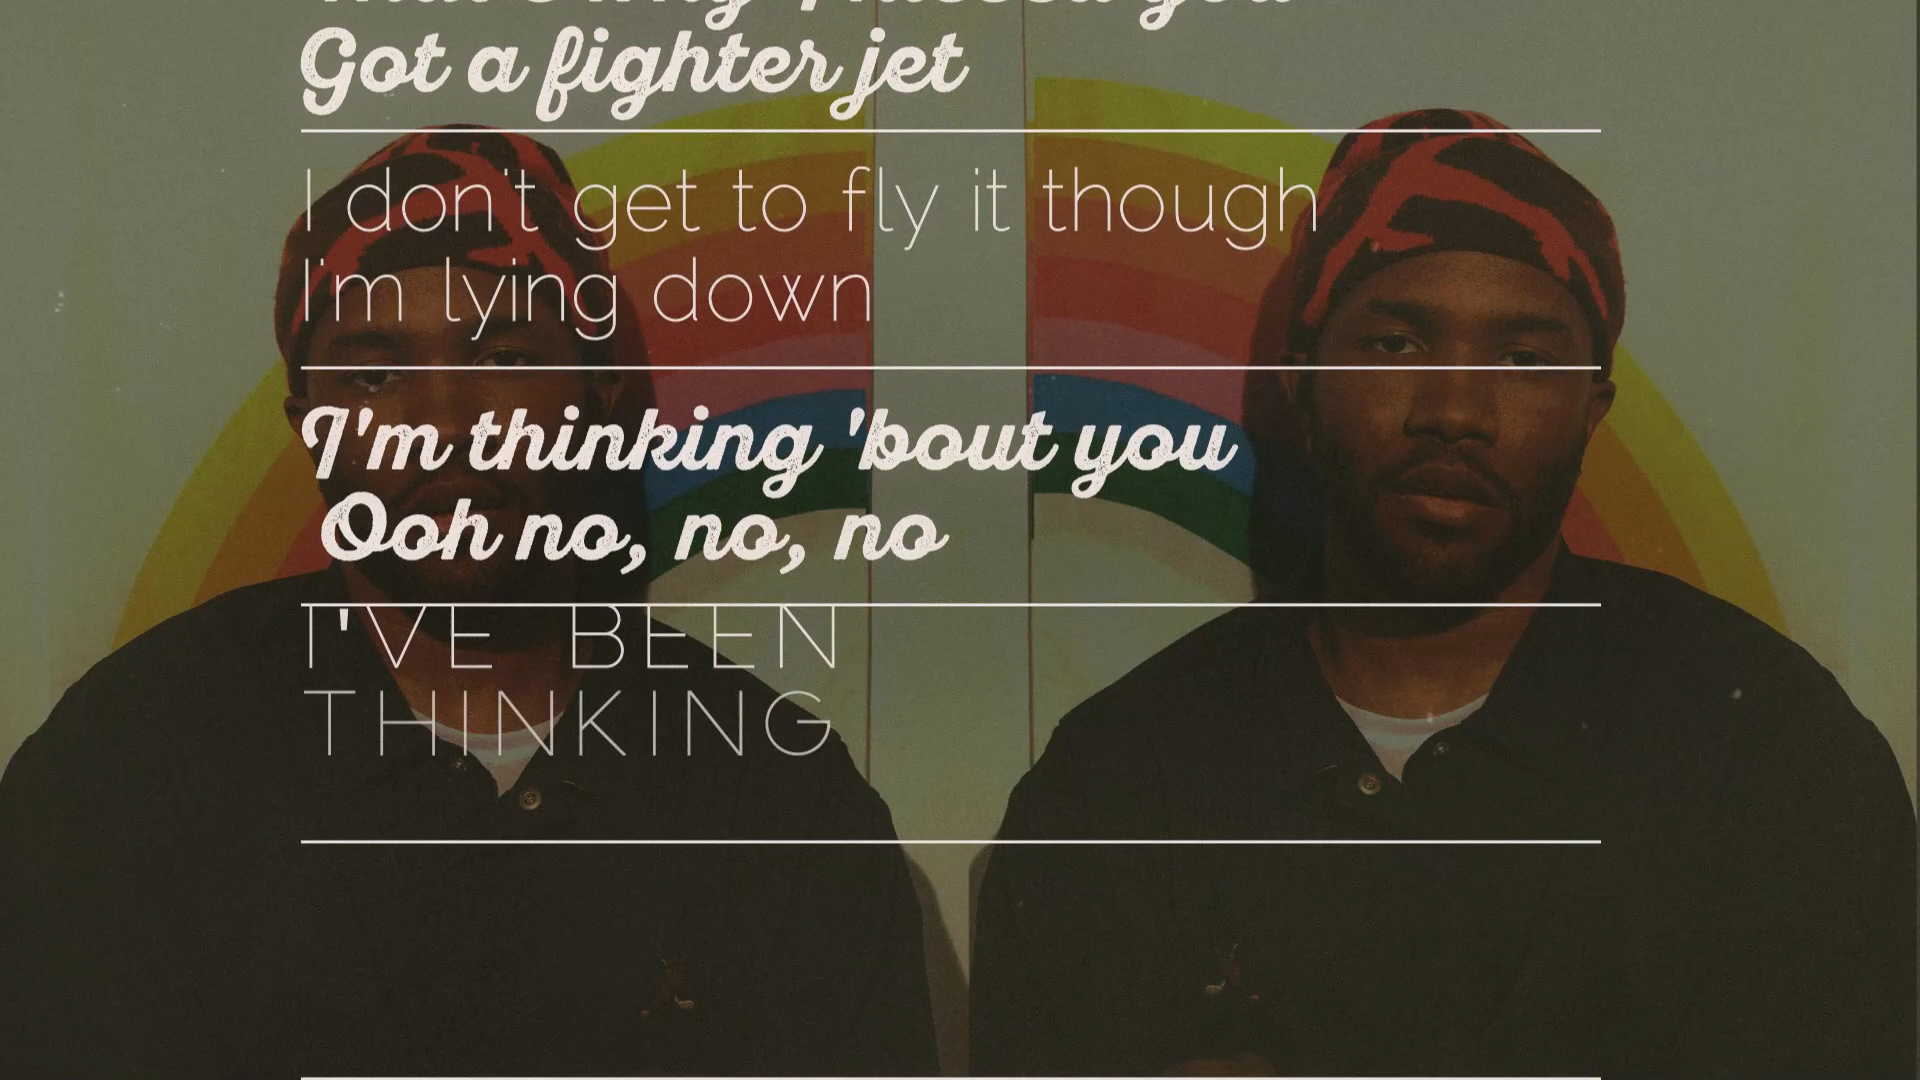 Got a fighter jet
I don't get to fly it though
I'm lying down
I'm thinking 'bout you
Ooh no, no, no
I'VE BEEN
THINKING